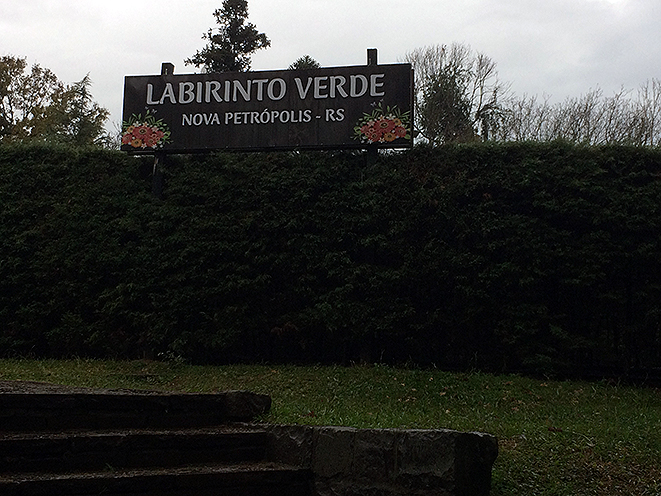 LABIRINTO VERDE
NOVA PETRÓPOLIS - RS